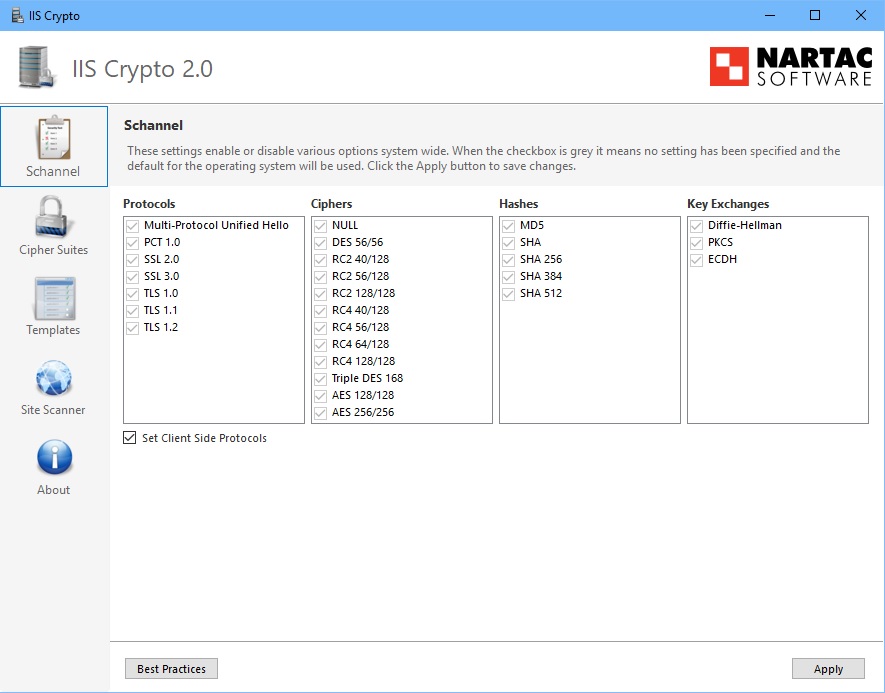 IIS Crypto
IIS Crypto 2.0
NARTAC
SOFTWARE
Schannel
Cipher Suites
Templates
Site Scanner
About
Schannel
These settings enable or disable various options system wide. When the checkbox is grey it means no setting has been specified and the
default for the operating system will be used. Click the Apply button to save changes.
Protocols
Multi-Protocol Unified Hello
PCT 1.0
SSL 2.0
SSL 3.0
TLS 1.0
TLS 1.1
TLS 1.2
Ciphers
NULL
DES 56/56
RC2 40/128
RC2 56/128
RC2 128/128
RC4 40/128
RC4 56/128
RC4 64/128
RC4 128/128
Triple DES 168
AES 128/128
AES 256/256
Hashes
MD5
SHA
SHA 256
SHA 384
SHA 512
Key Exchanges
Diffie-Hellman
PKCS
ECDH
Set Client Side Protocols
Best Practices
Apply